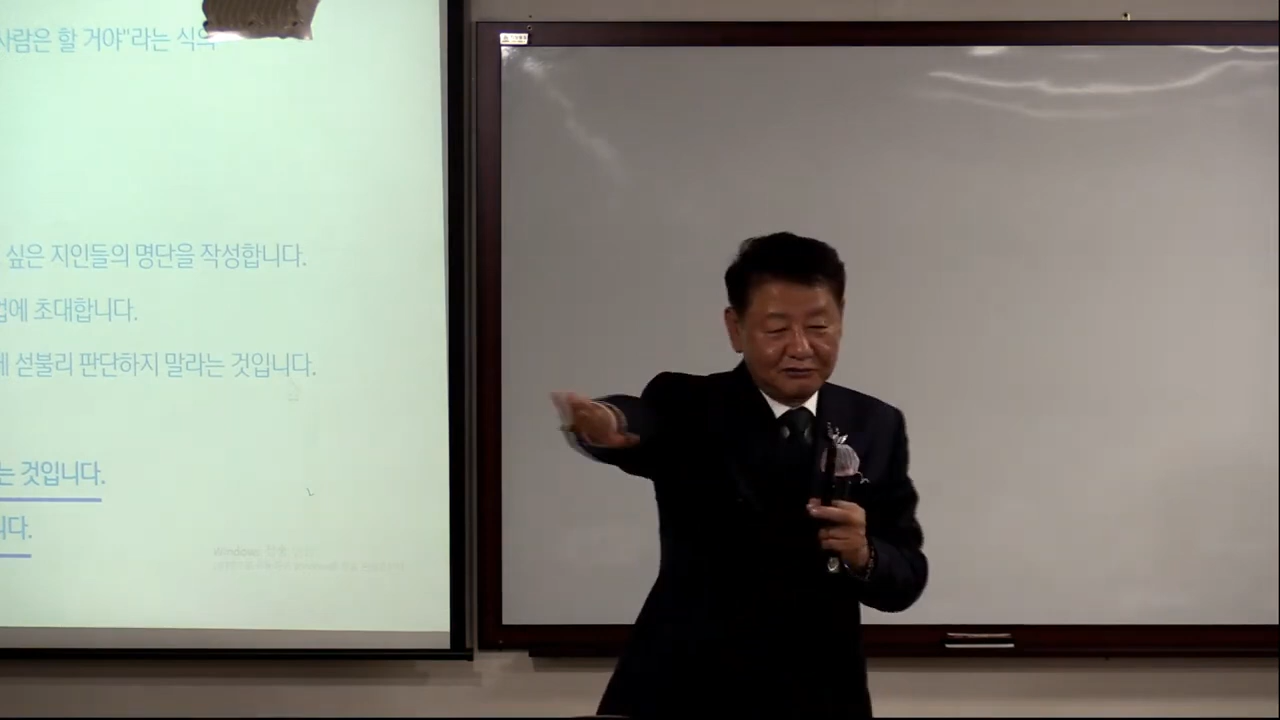 사람은 할 거야"라는 식의
싶은 지인들의 명단을 작성합니다.
에 초대합니다.
섣불리 판단하지 말라는 것입니다.
는 것입니다.
니다.
Windows